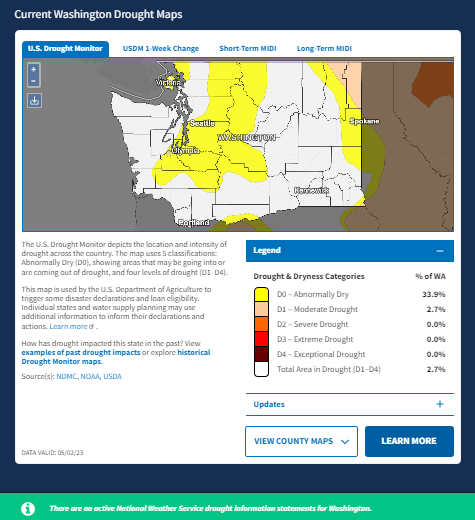 Current Washington Drought Maps
U.S. Drought Monitor
USDM 1-Week Change
Short-Term MIDI
Long-Term MIDI
+
−
Victoria
Seattle
Spokane
WASHINGTON
Olympia
Kennewick
Portland
The U.S. Drought Monitor depicts the location and intensity of
drought across the country. The map uses 5 classifications:
Abnormally Dry (D0), showing areas that may be going into or
are coming out of drought, and four levels of drought (D1–D4).
This map is used by the U.S. Department of Agriculture to
trigger some disaster declarations and loan eligibility.
Individual states and water supply planning may use
additional information to inform their declarations and
actions. Learn more .
How has drought impacted this state in the past? View
examples of past drought impacts or explore historical
Drought Monitor maps.
Source(s): NDMC, NOAA, USDA
DATA VALID: 05/02/23
Legend −
Drought & Dryness Categories % of WA
D0 – Abnormally Dry 33.9%
D1 – Moderate Drought 2.7%
D2 – Severe Drought 0.0%
D3 – Extreme Drought 0.0%
D4 – Exceptional Drought 0.0%
Total Area in Drought (D1–D4) 2.7%
Updates +
VIEW COUNTY MAPS
LEARN MORE
There are no active National Weather Service drought information statements for Washington.